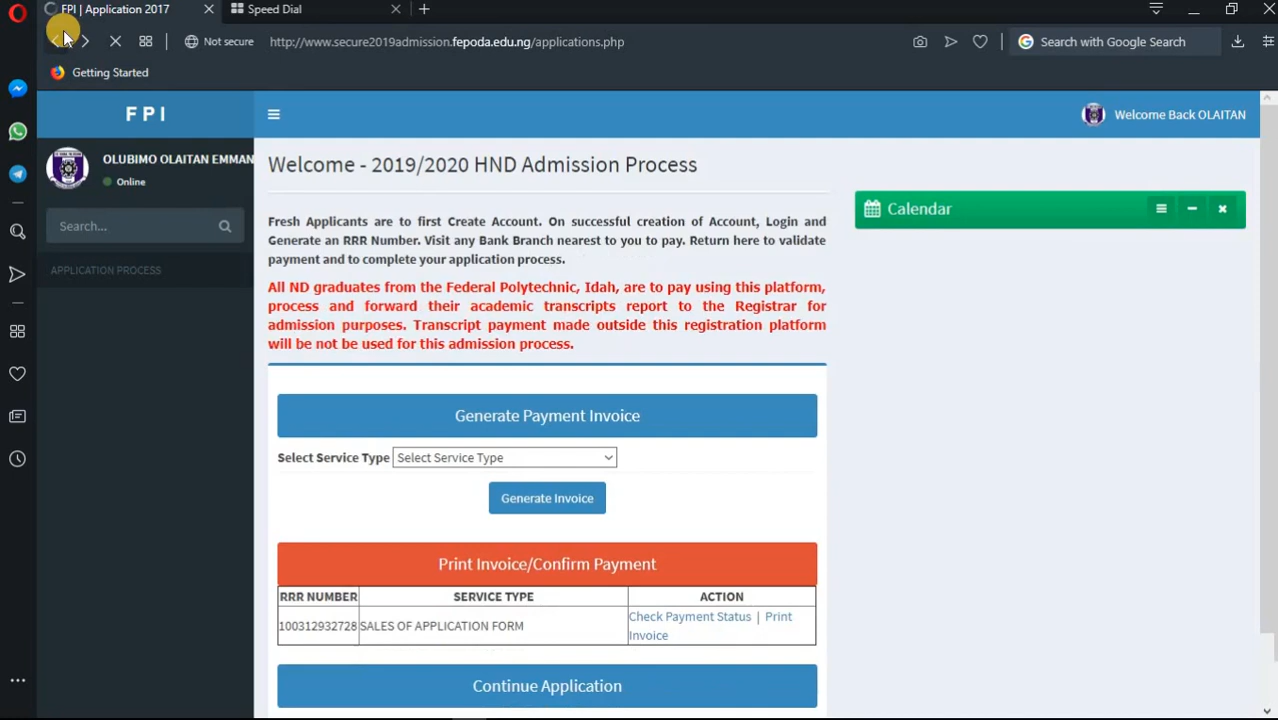 FPI | Application 2017
Speed Dial
Not secure
http://www.secure2019admission.fepoda.edu.ng/applications.php
Search with Google Search
Getting Started
F P I
Welcome Back OLAITAN
OLUBIMO OLAITAN EMMAN
Online
Search...
APPLICATION PROCESS
Welcome - 2019/2020 HND Admission Process
Calendar
Fresh Applicants are to first Create Account. On successful creation of Account, Login and
Generate an RRR Number. Visit any Bank Branch nearest to you to pay. Return here to validate
payment and to complete your application process.
All ND graduates from the Federal Polytechnic, Idah, are to pay using this platform,
process and forward their academic transcripts report to the Registrar for
admission purposes. Transcript payment made outside this registration platform
will be not be used for this admission process.
Generate Payment Invoice
Select Service Type Select Service Type
Generate Invoice
Print Invoice/Confirm Payment
RRR NUMBER SERVICE TYPE ACTION
100312932728 SALES OF APPLICATION FORM Check Payment Status | Print
Invoice
Continue Application